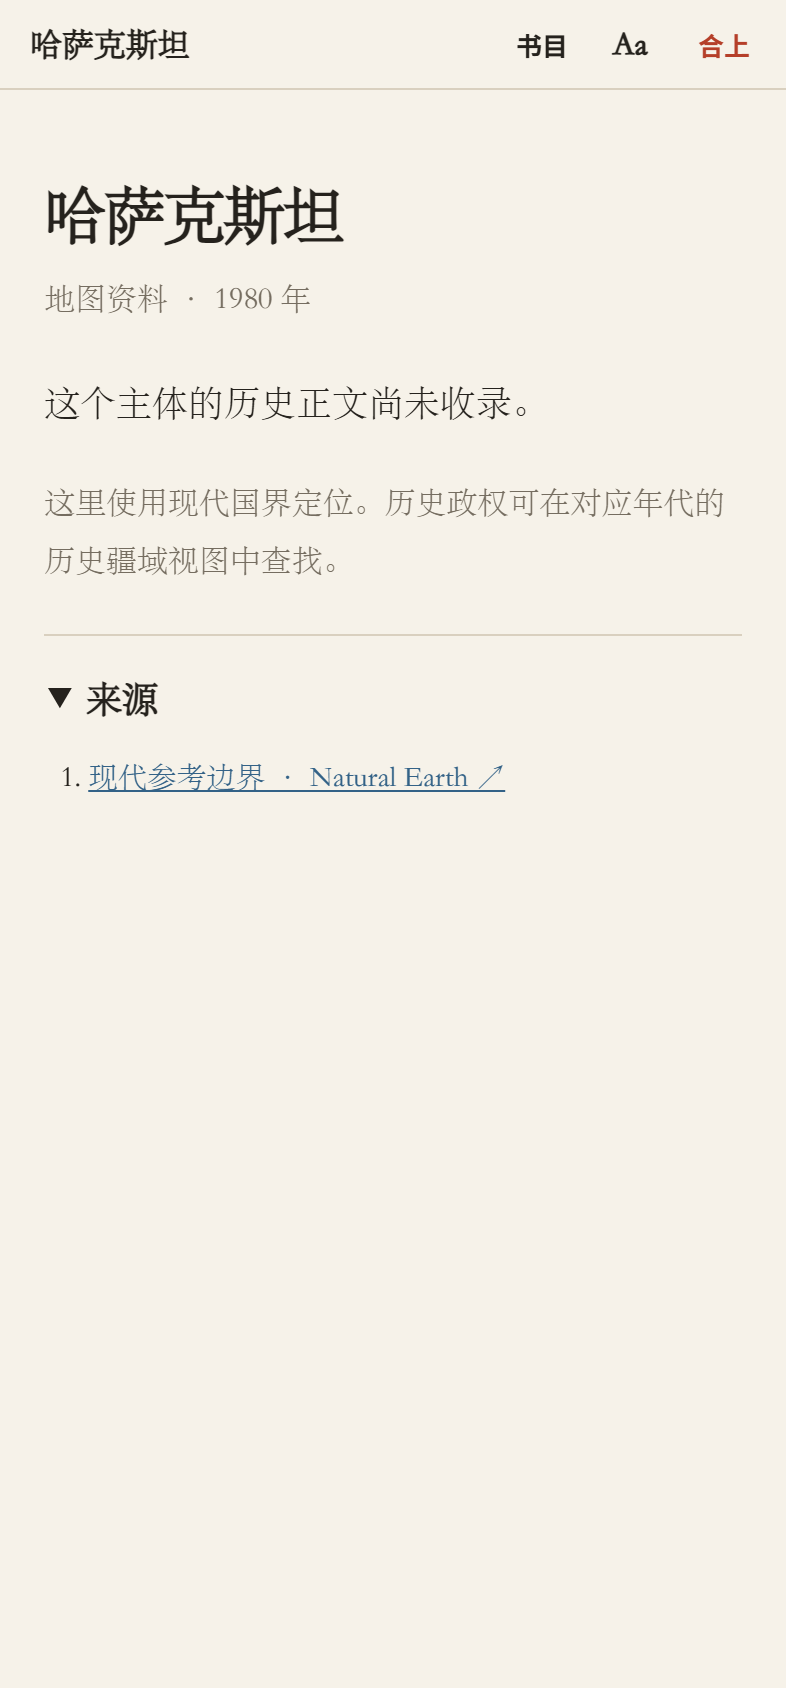 哈萨克斯坦 书目 Aa 合上
哈萨克斯坦
地图资料 · 1980 年
这个主体的历史正文尚未收录。
这里使用现代国界定位。历史政权可在对应年代的
历史疆域视图中查找。
▼ 来源
1. 现代参考边界 · Natural Earth ↗